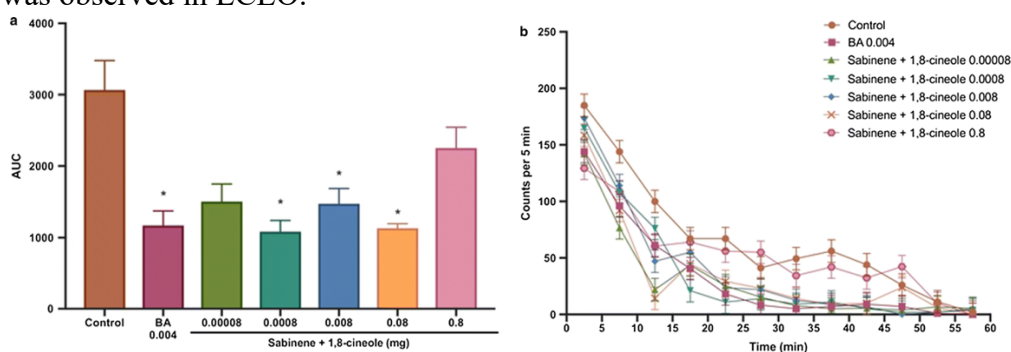 was observed in ECEO.
a
4000
3000
2000
1000
0
AUC
*
*
*
*
Control
BA
0.004
0.00008
0.0008
0.008
0.08
0.8
Sabinene + 1,8-cineole (mg)
b
250
200
150
100
50
0
Counts per 5 min
Control
BA 0.004
Sabinene + 1,8-cineole 0.00008
Sabinene + 1,8-cineole 0.0008
Sabinene + 1,8-cineole 0.008
Sabinene + 1,8-cineole 0.08
Sabinene + 1,8-cineole 0.8
0 5 10 15 20 25 30 35 40 45 50 55 60
Time (min)